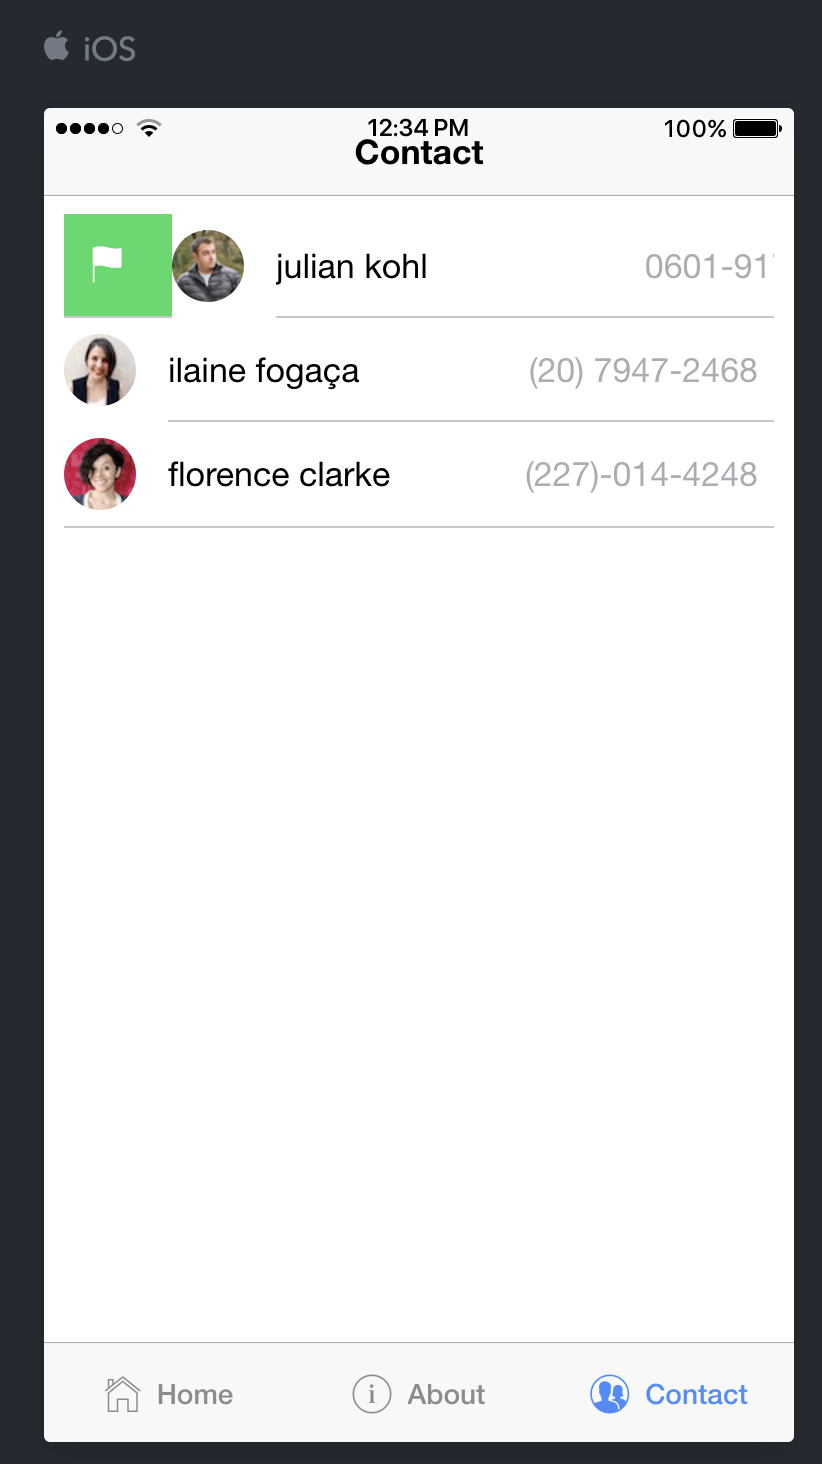 iOS
12:34 PM 100%
Contact
julian kohl 0601-91
ilaine fogaça (20) 7947-2468
florence clarke (227)-014-4248
Home About Contact